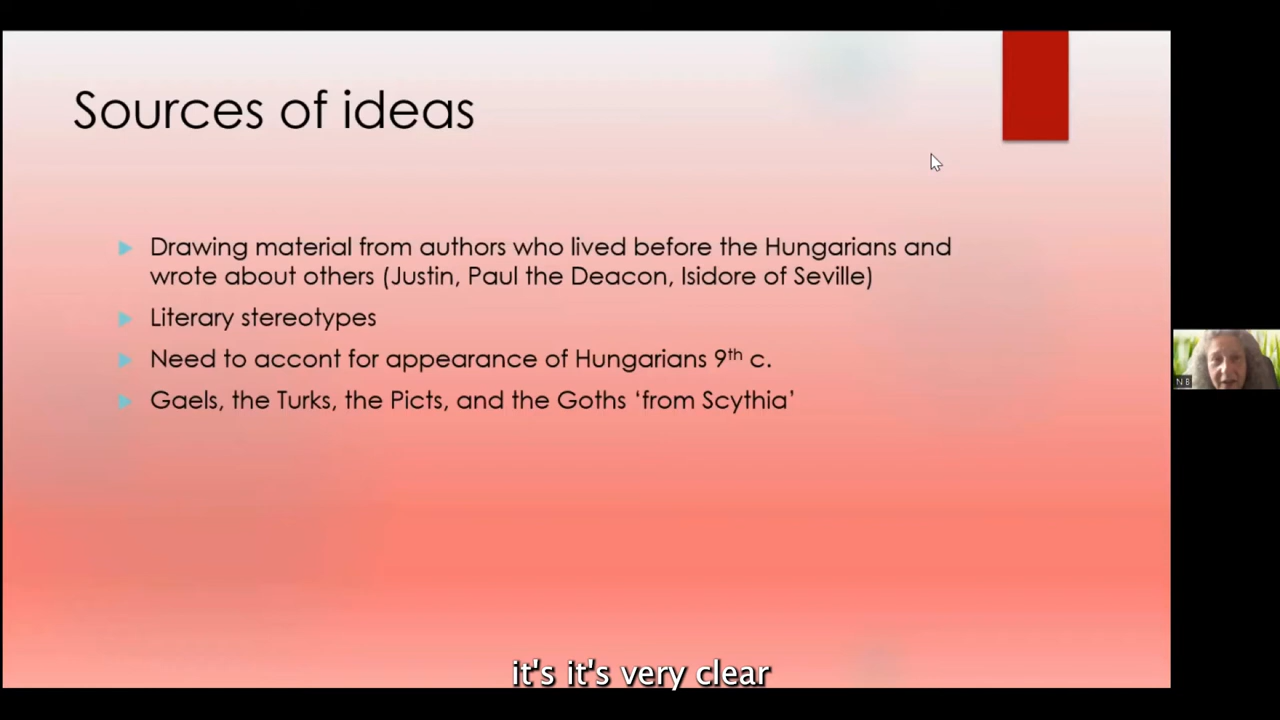 Sources of ideas
Drawing material from authors who lived before the Hungarians and
wrote about others (Justin, Paul the Deacon, Isidore of Seville)
Literary stereotypes
Need to accont for appearance of Hungarians 9th c.
Gaels, the Turks, the Picts, and the Goths ‘from Scythia’
N B
it's it's very clear